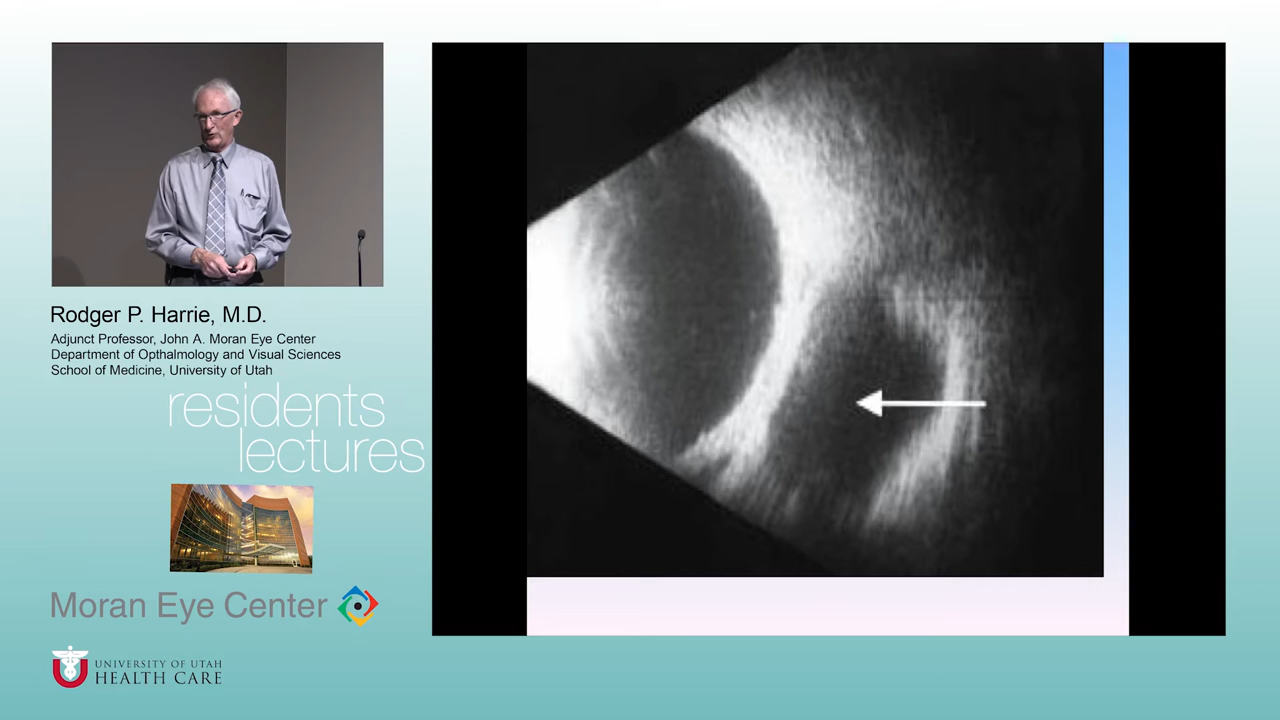 Rodger P. Harrie, M.D.
Adjunct Professor, John A. Moran Eye Center
Department of Opthalmology and Visual Sciences
School of Medicine, University of Utah
residents
lectures
Moran Eye Center
UNIVERSITY OF UTAH
HEALTH CARE